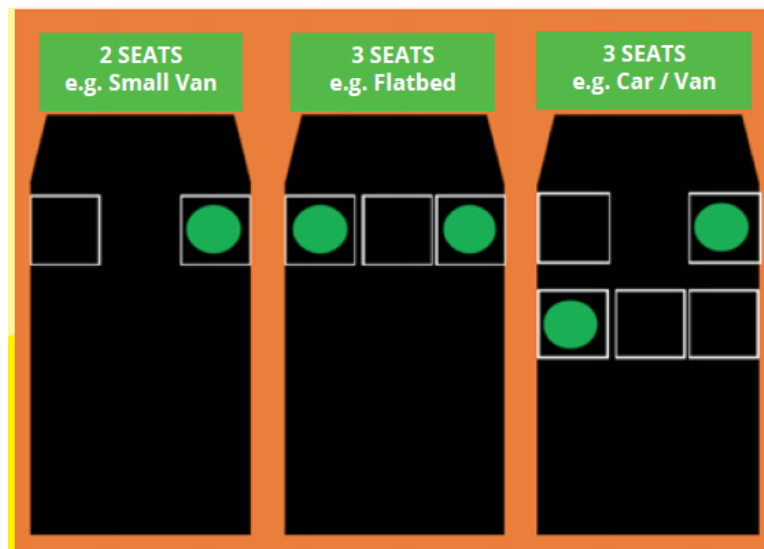 2 SEATS
e.g. Small Van
3 SEATS
e.g. Flatbed
3 SEATS
e.g. Car / Van